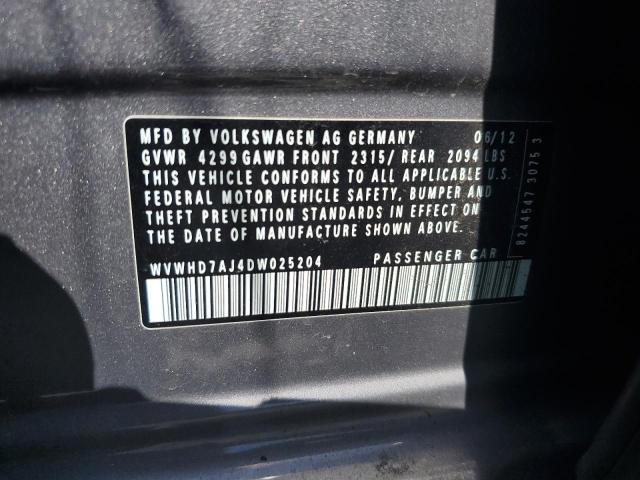 MFD BY VOLKSWAGEN AG GERMANY 06/12
GVWR 4299 GAWR FRONT 2315/ REAR 2094 LBS
THIS VEHICLE CONFORMS TO ALL APPLICABLE U.S.
FEDERAL MOTOR VEHICLE SAFETY, BUMPER AND
THEFT PREVENTION STANDARDS IN EFFECT ON
THE DATE OF MANUFACTURE SHOWN ABOVE.
WVWHD7AJ4DW025204 PASSENGER CAR
8244547 3075 3